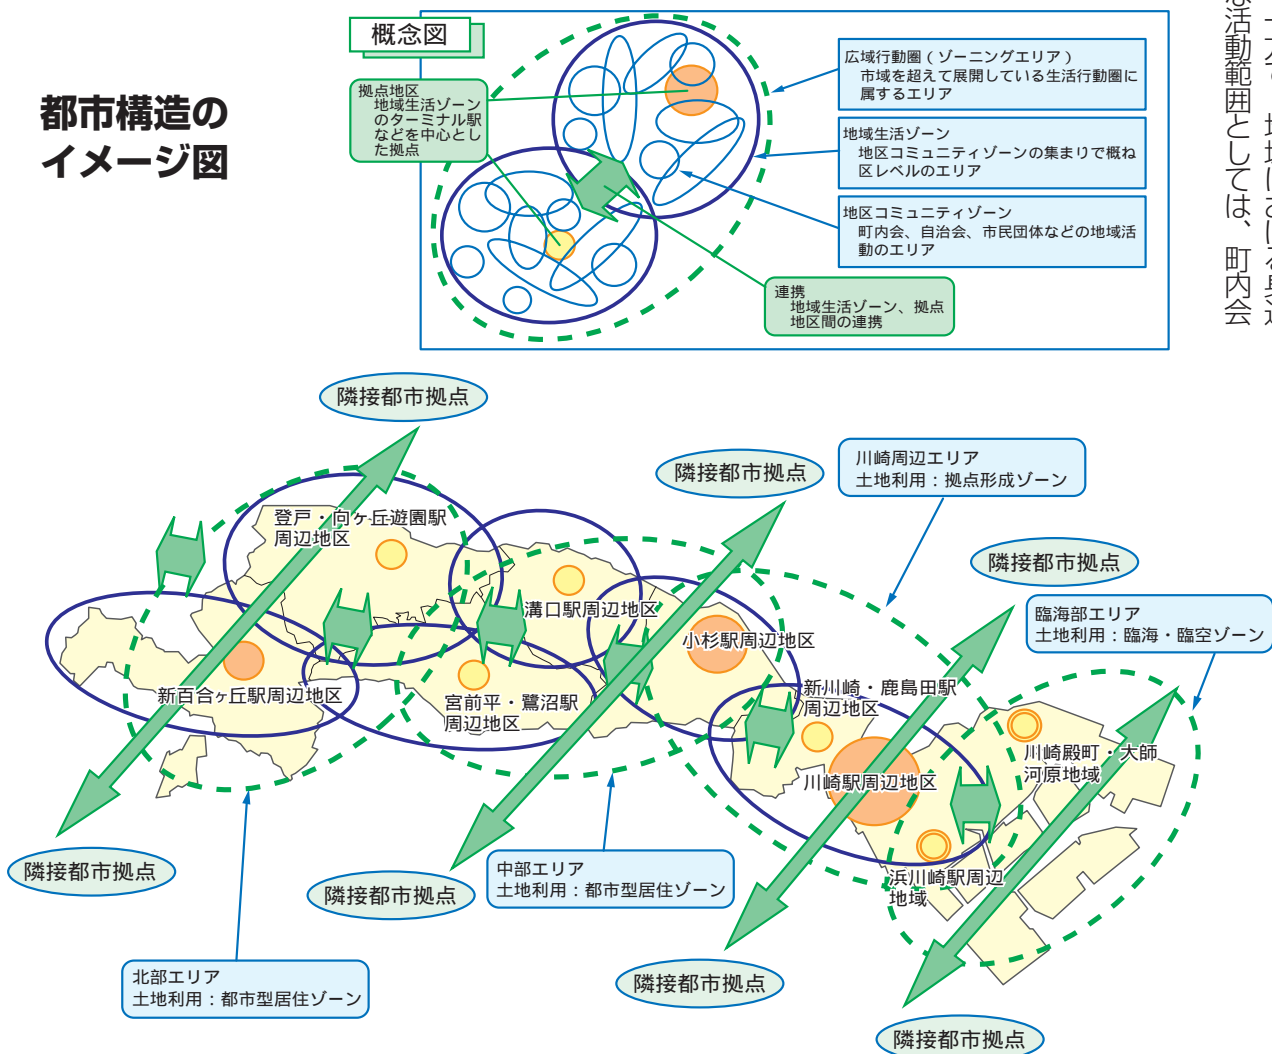 都市構造の
イメージ図
概念図
拠点地区
地域生活ゾーン
のターミナル駅
などを中心とし
た拠点
広域行動圏（ゾーニングエリア）
市域を超えて展開している生活行動圏に
属するエリア
地域生活ゾーン
地区コミュニティゾーンの集まりで概ね
区レベルのエリア
地区コミュニティゾーン
町内会、自治会、市民団体などの地域活
動のエリア
連携
地域生活ゾーン、拠点
地区間の連携
活動範囲としては、町内会
隣接都市拠点
隣接都市拠点
川崎周辺エリア
土地利用：拠点形成ゾーン
登戸・向ヶ丘遊園駅
周辺地区
隣接都市拠点
溝口駅周辺地区
臨海部エリア
土地利用：臨海・臨空ゾーン
小杉駅周辺地区
新百合ヶ丘駅周辺地区
宮前平・鷺沼駅
周辺地区
新川崎・鹿島田駅
周辺地区
川崎殿町・大師
河原地域
川崎駅周辺地区
隣接都市拠点
中部エリア
土地利用：都市型居住ゾーン
隣接都市拠点
浜川崎駅周辺
地域
北部エリア
土地利用：都市型居住ゾーン
隣接都市拠点
隣接都市拠点